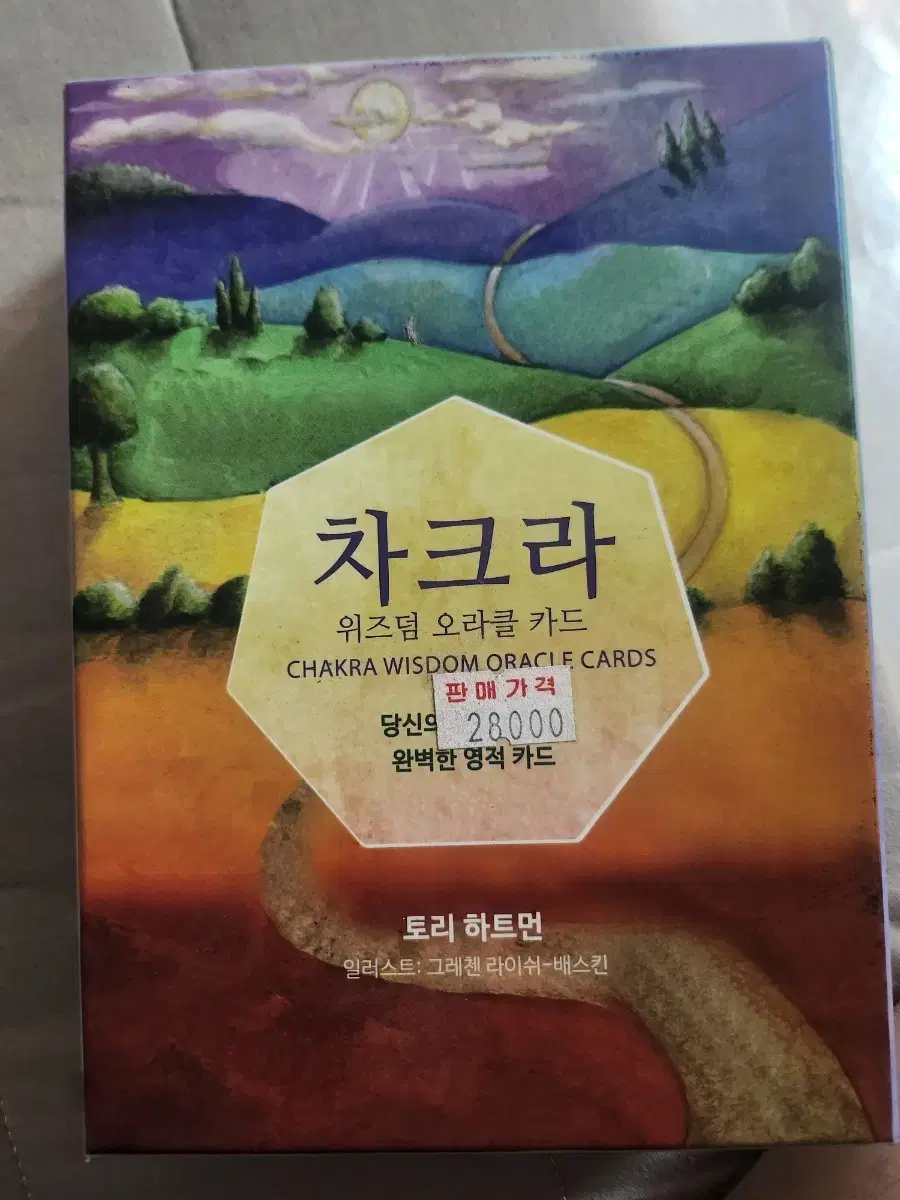 차크라
위즈덤 오라클 카드
CHAKRA WISDOM ORACLE CARDS
판매가격
28000
당신의
완벽한 영적 카드
토리 하트먼
일러스트: 그레첸 라이쉬-배스킨